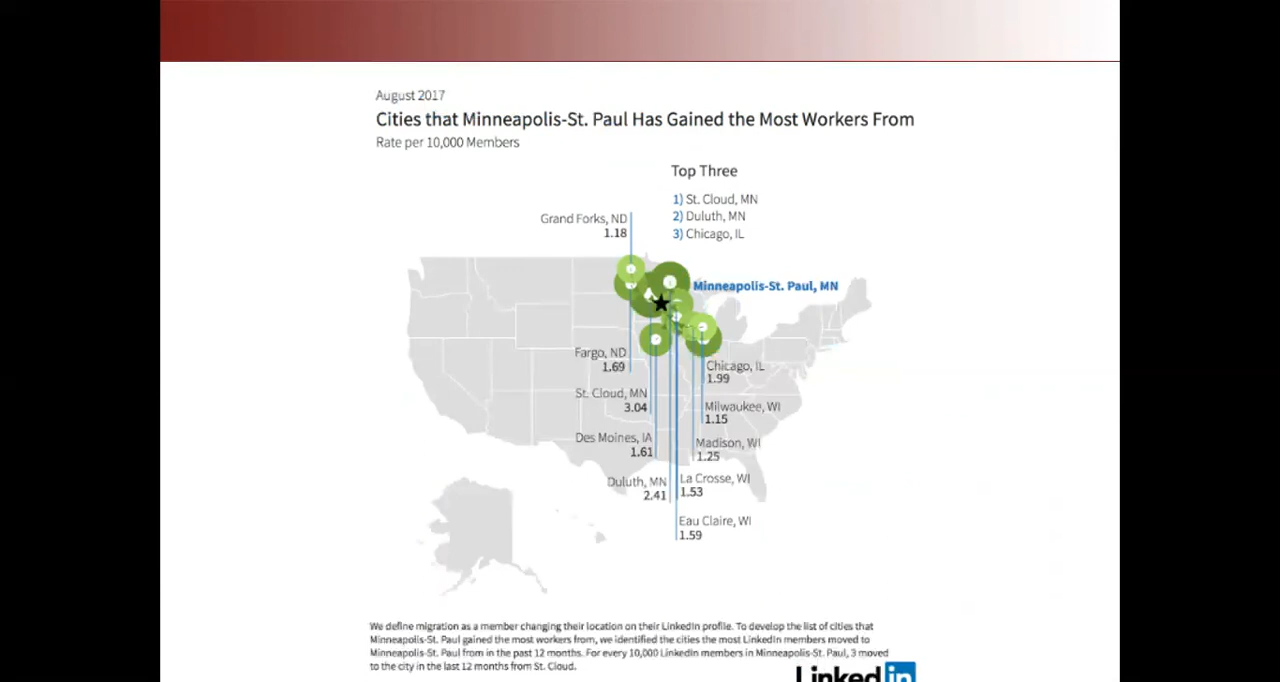 August 2017
Cities that Minneapolis-St. Paul Has Gained the Most Workers From
Rate per 10,000 Members
Top Three
1) St. Cloud, MN
2) Duluth, MN
3) Chicago, IL
Grand Forks, ND
1.18
Minneapolis-St. Paul, MN
Fargo, ND
1.69
Chicago, IL
1.99
St. Cloud, MN
3.04
Milwaukee, WI
1.15
Des Moines, IA
1.61
Madison, WI
1.25
Duluth, MN
2.41
La Crosse, WI
1.53
Eau Claire, WI
1.59
We define migration as a member changing their location on their LinkedIn profile. To develop the list of cities that
Minneapolis-St. Paul gained the most workers from, we identified the cities the most LinkedIn members moved to
Minneapolis-St. Paul from in the past 12 months. For every 10,000 LinkedIn members in Minneapolis-St. Paul, 3 moved
to the city in the last 12 months from St. Cloud.
Linkedin